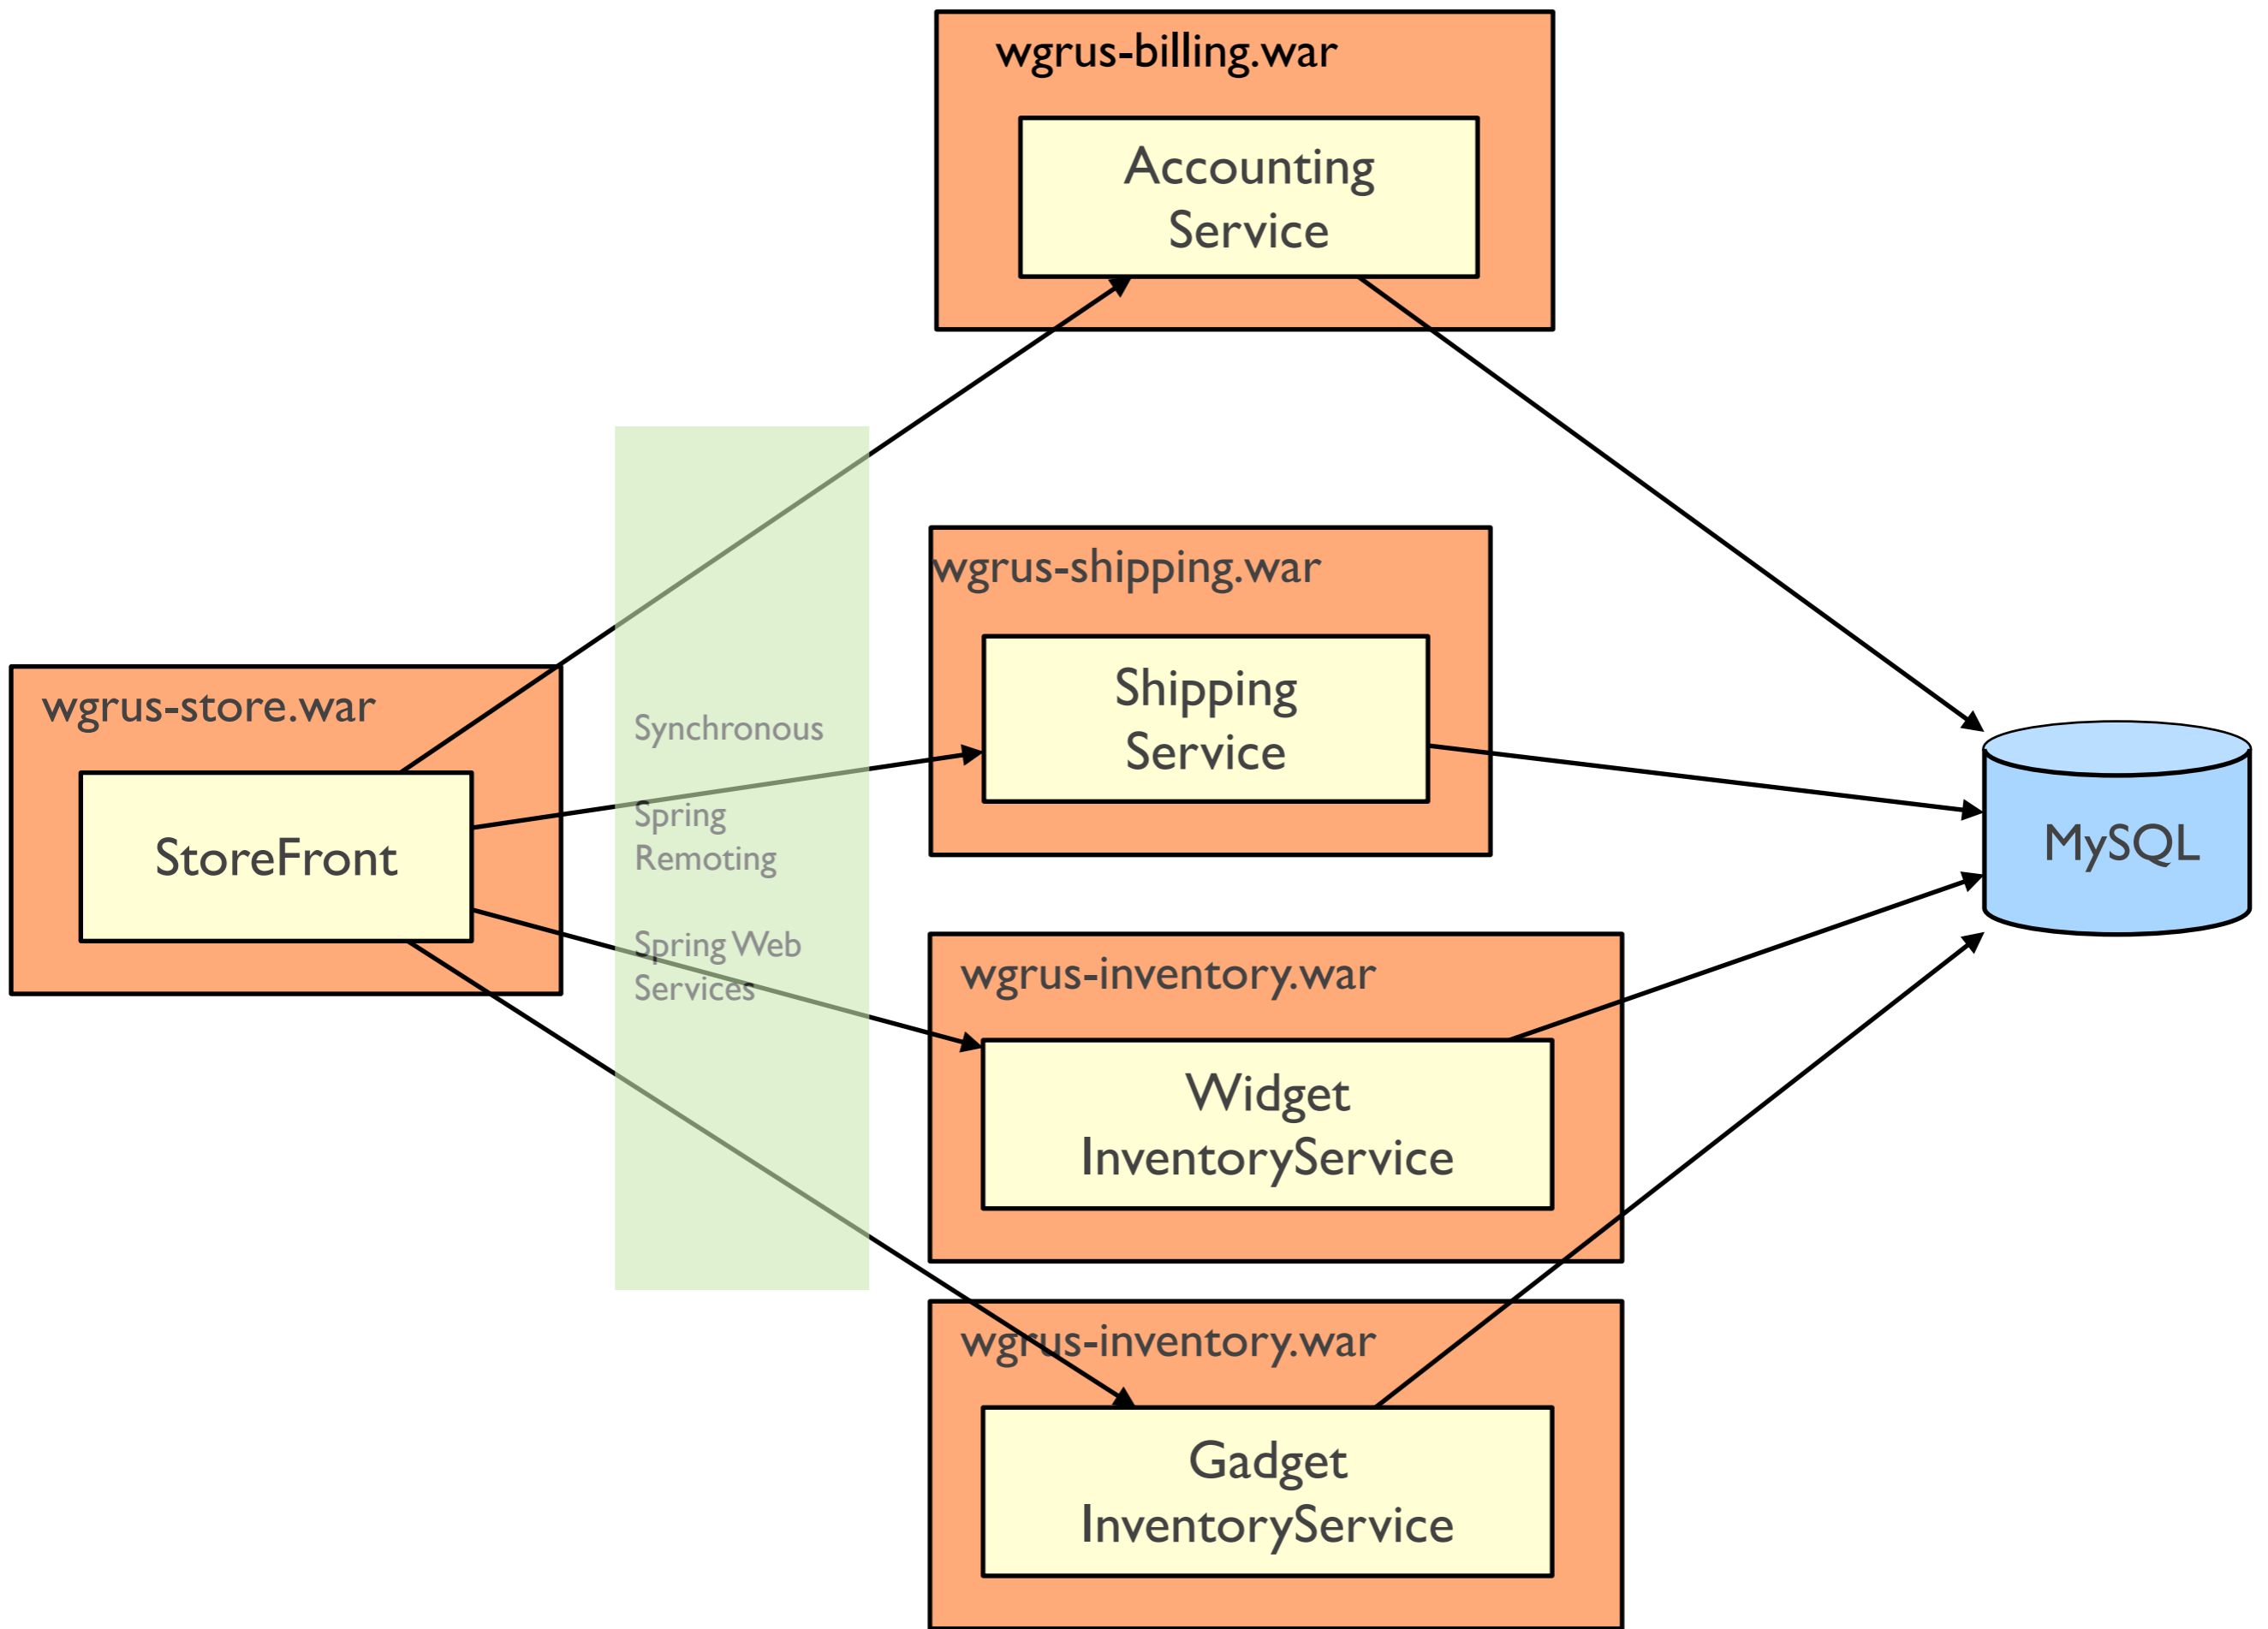 wgrus-billing.war
Accounting
Service
wgrus-shipping.war
Shipping
Service
wgrus-store.war
StoreFront
Synchronous
Spring
Remoting
Spring Web
Services
MySQL
wgrus-inventory.war
Widget
InventoryService
wgrus-inventory.war
Gadget
InventoryService